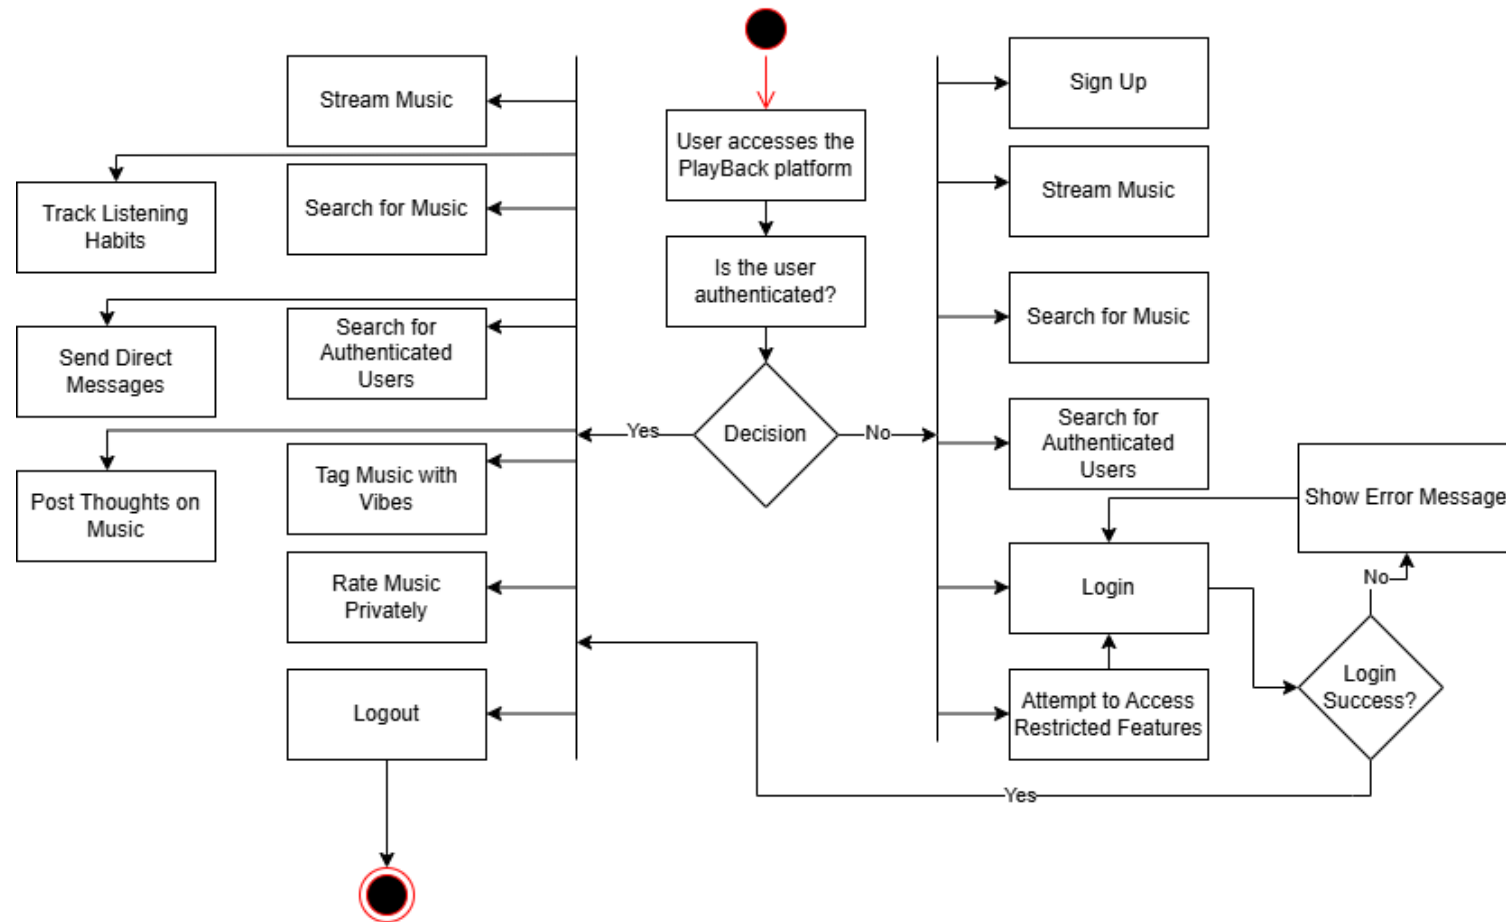 Stream Music
Track Listening
Habits
Search for Music
Send Direct
Messages
Search for
Authenticated
Users
Post Thoughts on
Music
Tag Music with
Vibes
Rate Music
Privately
Logout
User accesses the
PlayBack platform
Is the user
authenticated?
Decision
Yes
No
Sign Up
Stream Music
Search for Music
Search for
Authenticated
Users
Login
Attempt to Access
Restricted Features
Show Error Message
No
Login
Success?
Yes